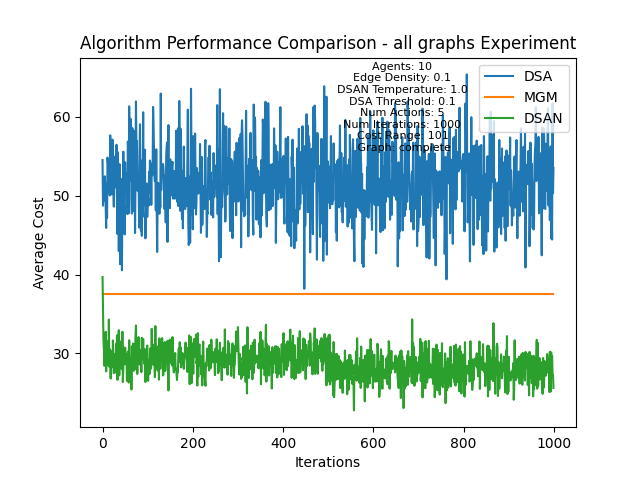 Algorithm Performance Comparison - all graphs Experiment
Agents: 10
Edge Density: 0.1
DSAN Temperature: 1.0
DSA Threshold: 0.1
Num Actions: 5
Num Iterations: 1000
Cost Range: 101
Graph: complete
DSA
MGM
DSAN
Average Cost
60
50
40
30
0
200
400
600
800
1000
Iterations